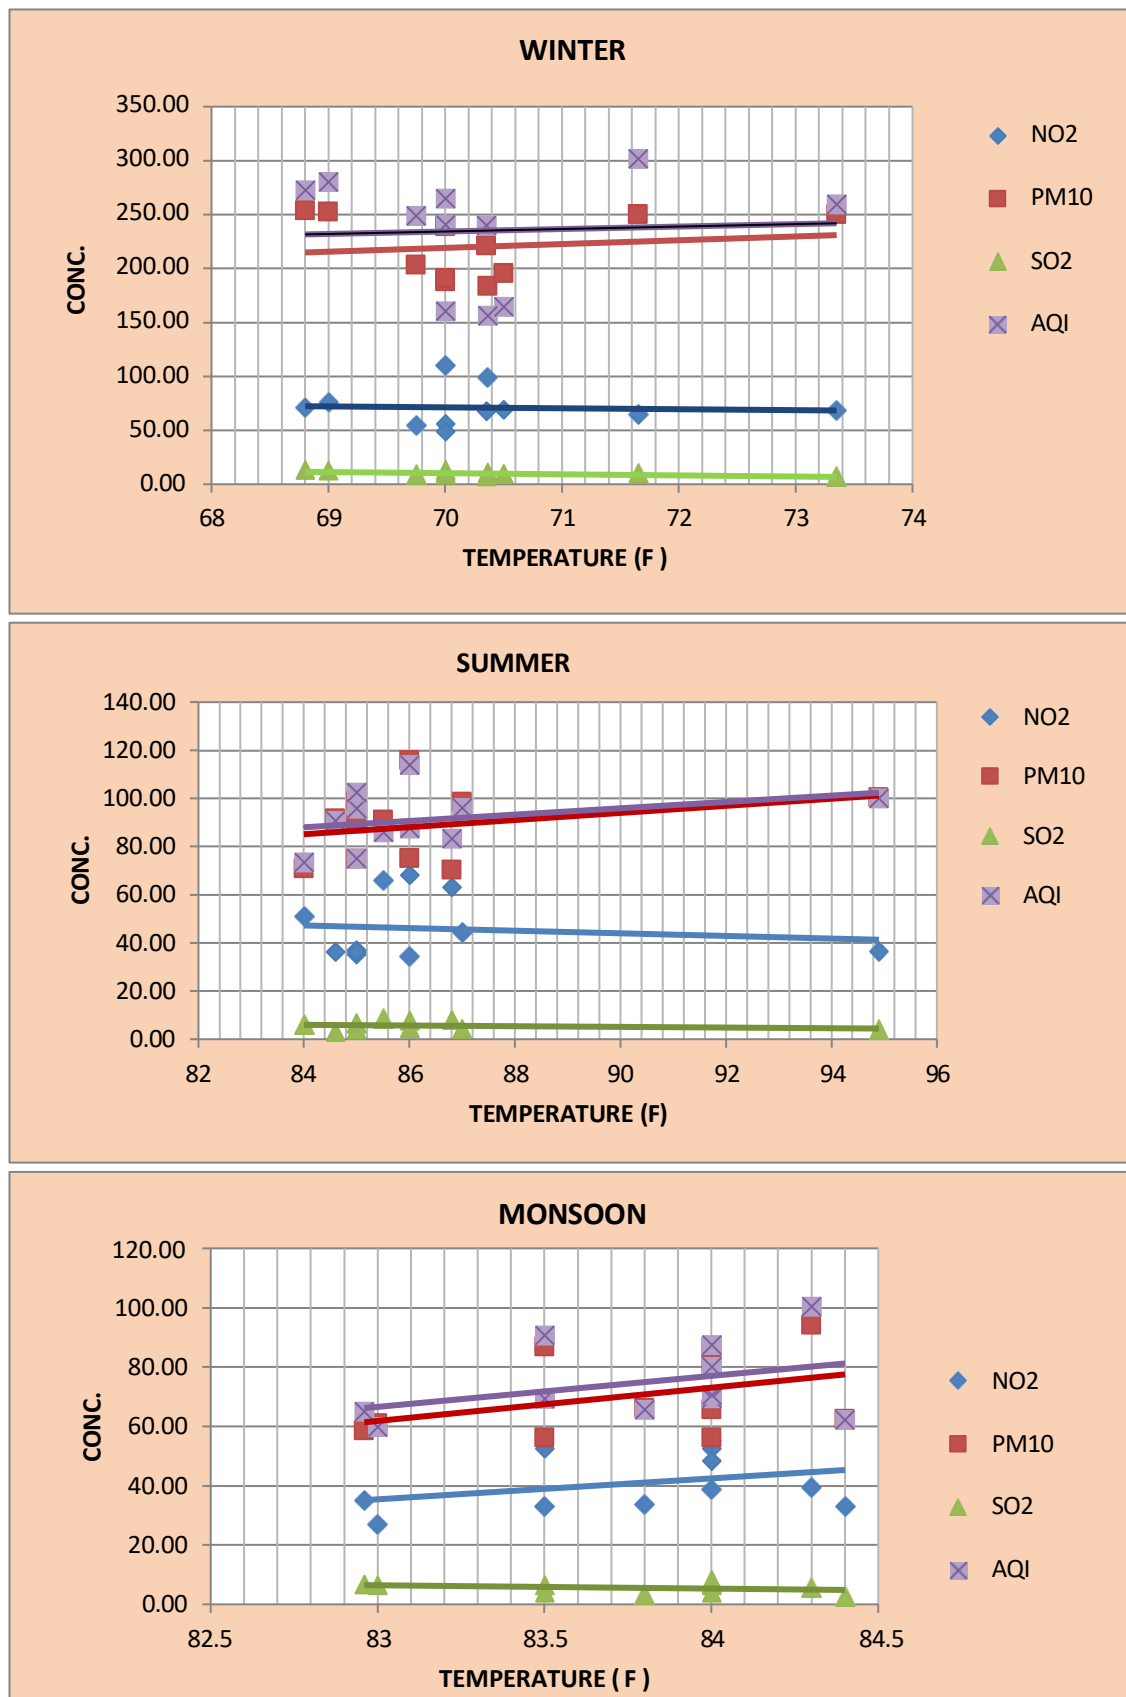 WINTER
350.00
300.00
250.00
200.00
150.00
100.00
50.00
0.00
CONC.
68 69 70 71 72 73 74
TEMPERATURE (F )
NO2
PM10
SO2
AQI
SUMMER
140.00
120.00
100.00
80.00
60.00
40.00
20.00
0.00
CONC.
82 84 86 88 90 92 94 96
TEMPERATURE (F)
NO2
PM10
SO2
AQI
MONSOON
120.00
100.00
80.00
60.00
40.00
20.00
0.00
CONC.
82.5 83 83.5 84 84.5
TEMPERATURE ( F )
NO2
PM10
SO2
AQI